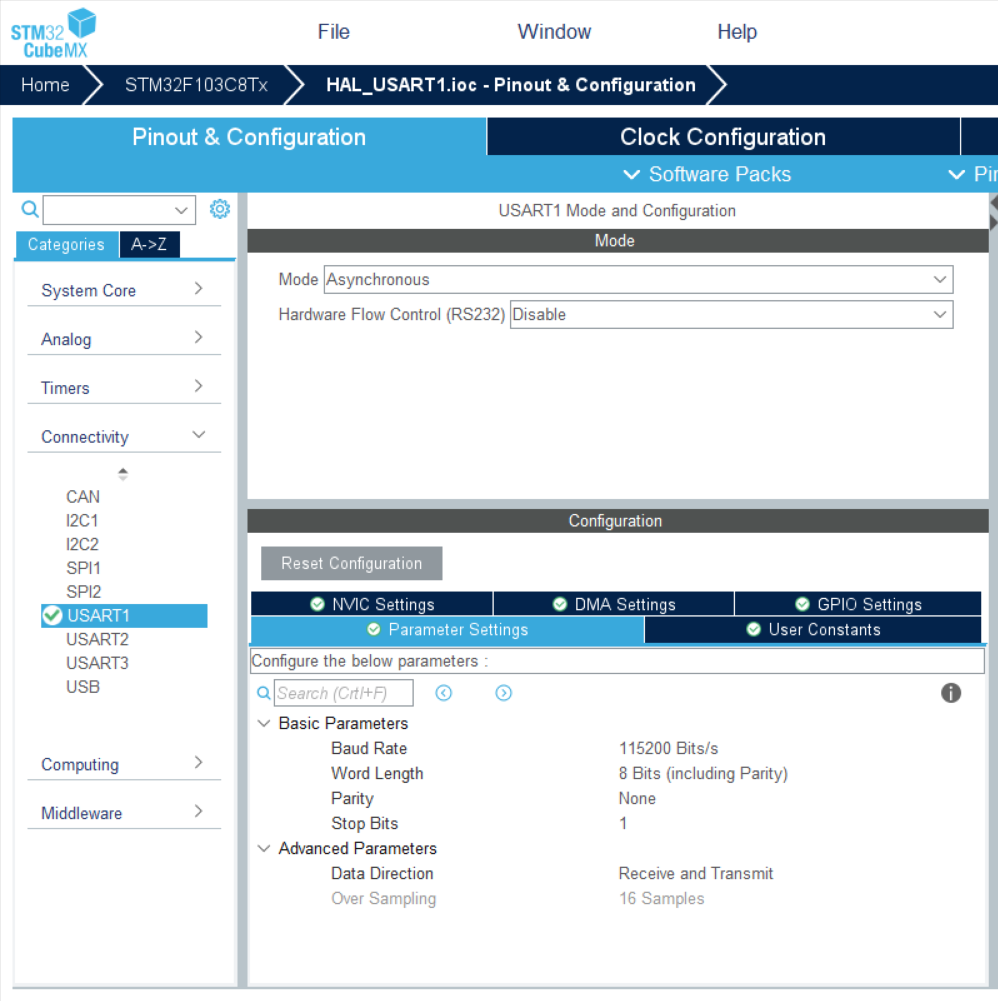 STM32
CubeMX
File Window Help
Home STM32F103C8Tx HAL_USART1.ioc - Pinout & Configuration
Pinout & Configuration Clock Configuration
Software Packs Pin
Categories A->Z
System Core
Analog
Timers
Connectivity
CAN
I2C1
I2C2
SPI1
SPI2
USART1
USART2
USART3
USB
Computing
Middleware
USART1 Mode and Configuration
Mode
Mode Asynchronous
Hardware Flow Control (RS232) Disable
Configuration
Reset Configuration
NVIC Settings DMA Settings GPIO Settings
Parameter Settings User Constants
Configure the below parameters :
Search (Crtl+F)
Basic Parameters
Baud Rate 115200 Bits/s
Word Length 8 Bits (including Parity)
Parity None
Stop Bits 1
Advanced Parameters
Data Direction Receive and Transmit
Over Sampling 16 Samples